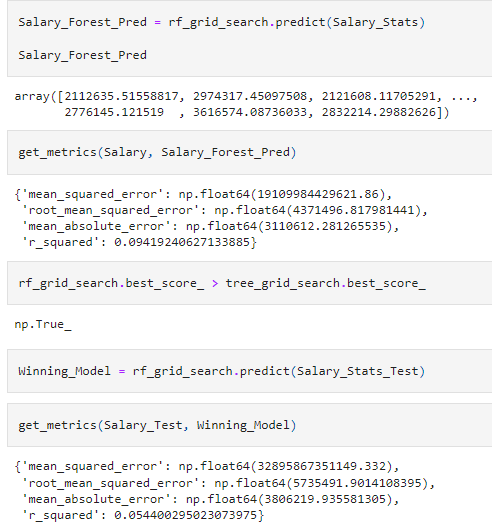 Salary_Forest_Pred = rf_grid_search.predict(Salary_Stats)
Salary_Forest_Pred
array([2112635.51558817, 2974317.45097508, 2121608.11705291, ...,
2776145.121519  , 3616574.08736033, 2832214.29882626])
get_metrics(Salary, Salary_Forest_Pred)
{'mean_squared_error': np.float64(19109984429621.86),
'root_mean_squared_error': np.float64(4371496.817981441),
'mean_absolute_error': np.float64(3110612.281265535),
'r_squared': 0.09419240627133885}
rf_grid_search.best_score_ > tree_grid_search.best_score_
np.True_
Winning_Model = rf_grid_search.predict(Salary_Stats_Test)
get_metrics(Salary_Test, Winning_Model)
{'mean_squared_error': np.float64(32895867351149.332),
'root_mean_squared_error': np.float64(5735491.9014108395),
'mean_absolute_error': np.float64(3806219.935581305),
'r_squared': 0.054400295023073975}